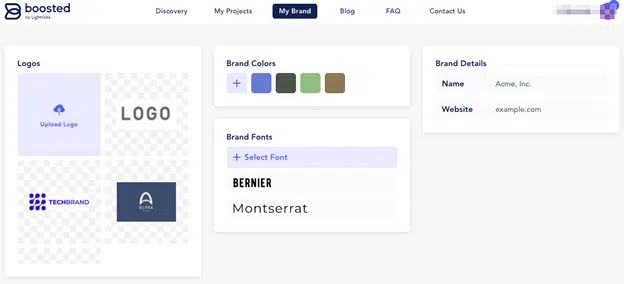 boosted
by Lightricks
Discovery
My Projects
My Brand
Blog
FAQ
Contact Us
Logos
Upload Logo
LOGO
TECHBRAND
ALPHA
Brand Colors
+
Brand Fonts
+ Select Font
BERNIER
Montserrat
Brand Details
Name Acme, Inc.
Website example.com